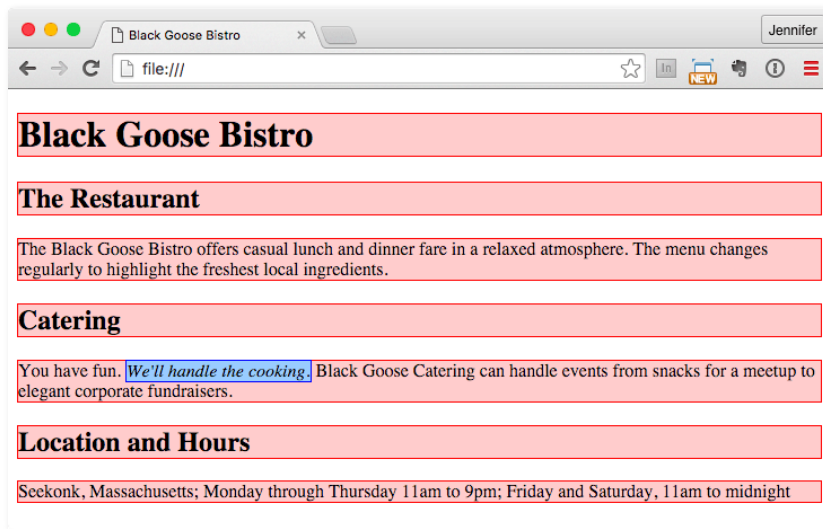 Black Goose Bistro
Jennifer
file:///
In
NEW
Black Goose Bistro
The Restaurant
The Black Goose Bistro offers casual lunch and dinner fare in a relaxed atmosphere. The menu changes
regularly to highlight the freshest local ingredients.
Catering
You have fun. We'll handle the cooking. Black Goose Catering can handle events from snacks for a meetup to
elegant corporate fundraisers.
Location and Hours
Seekonk, Massachusetts; Monday through Thursday 11am to 9pm; Friday and Saturday, 11am to midnight